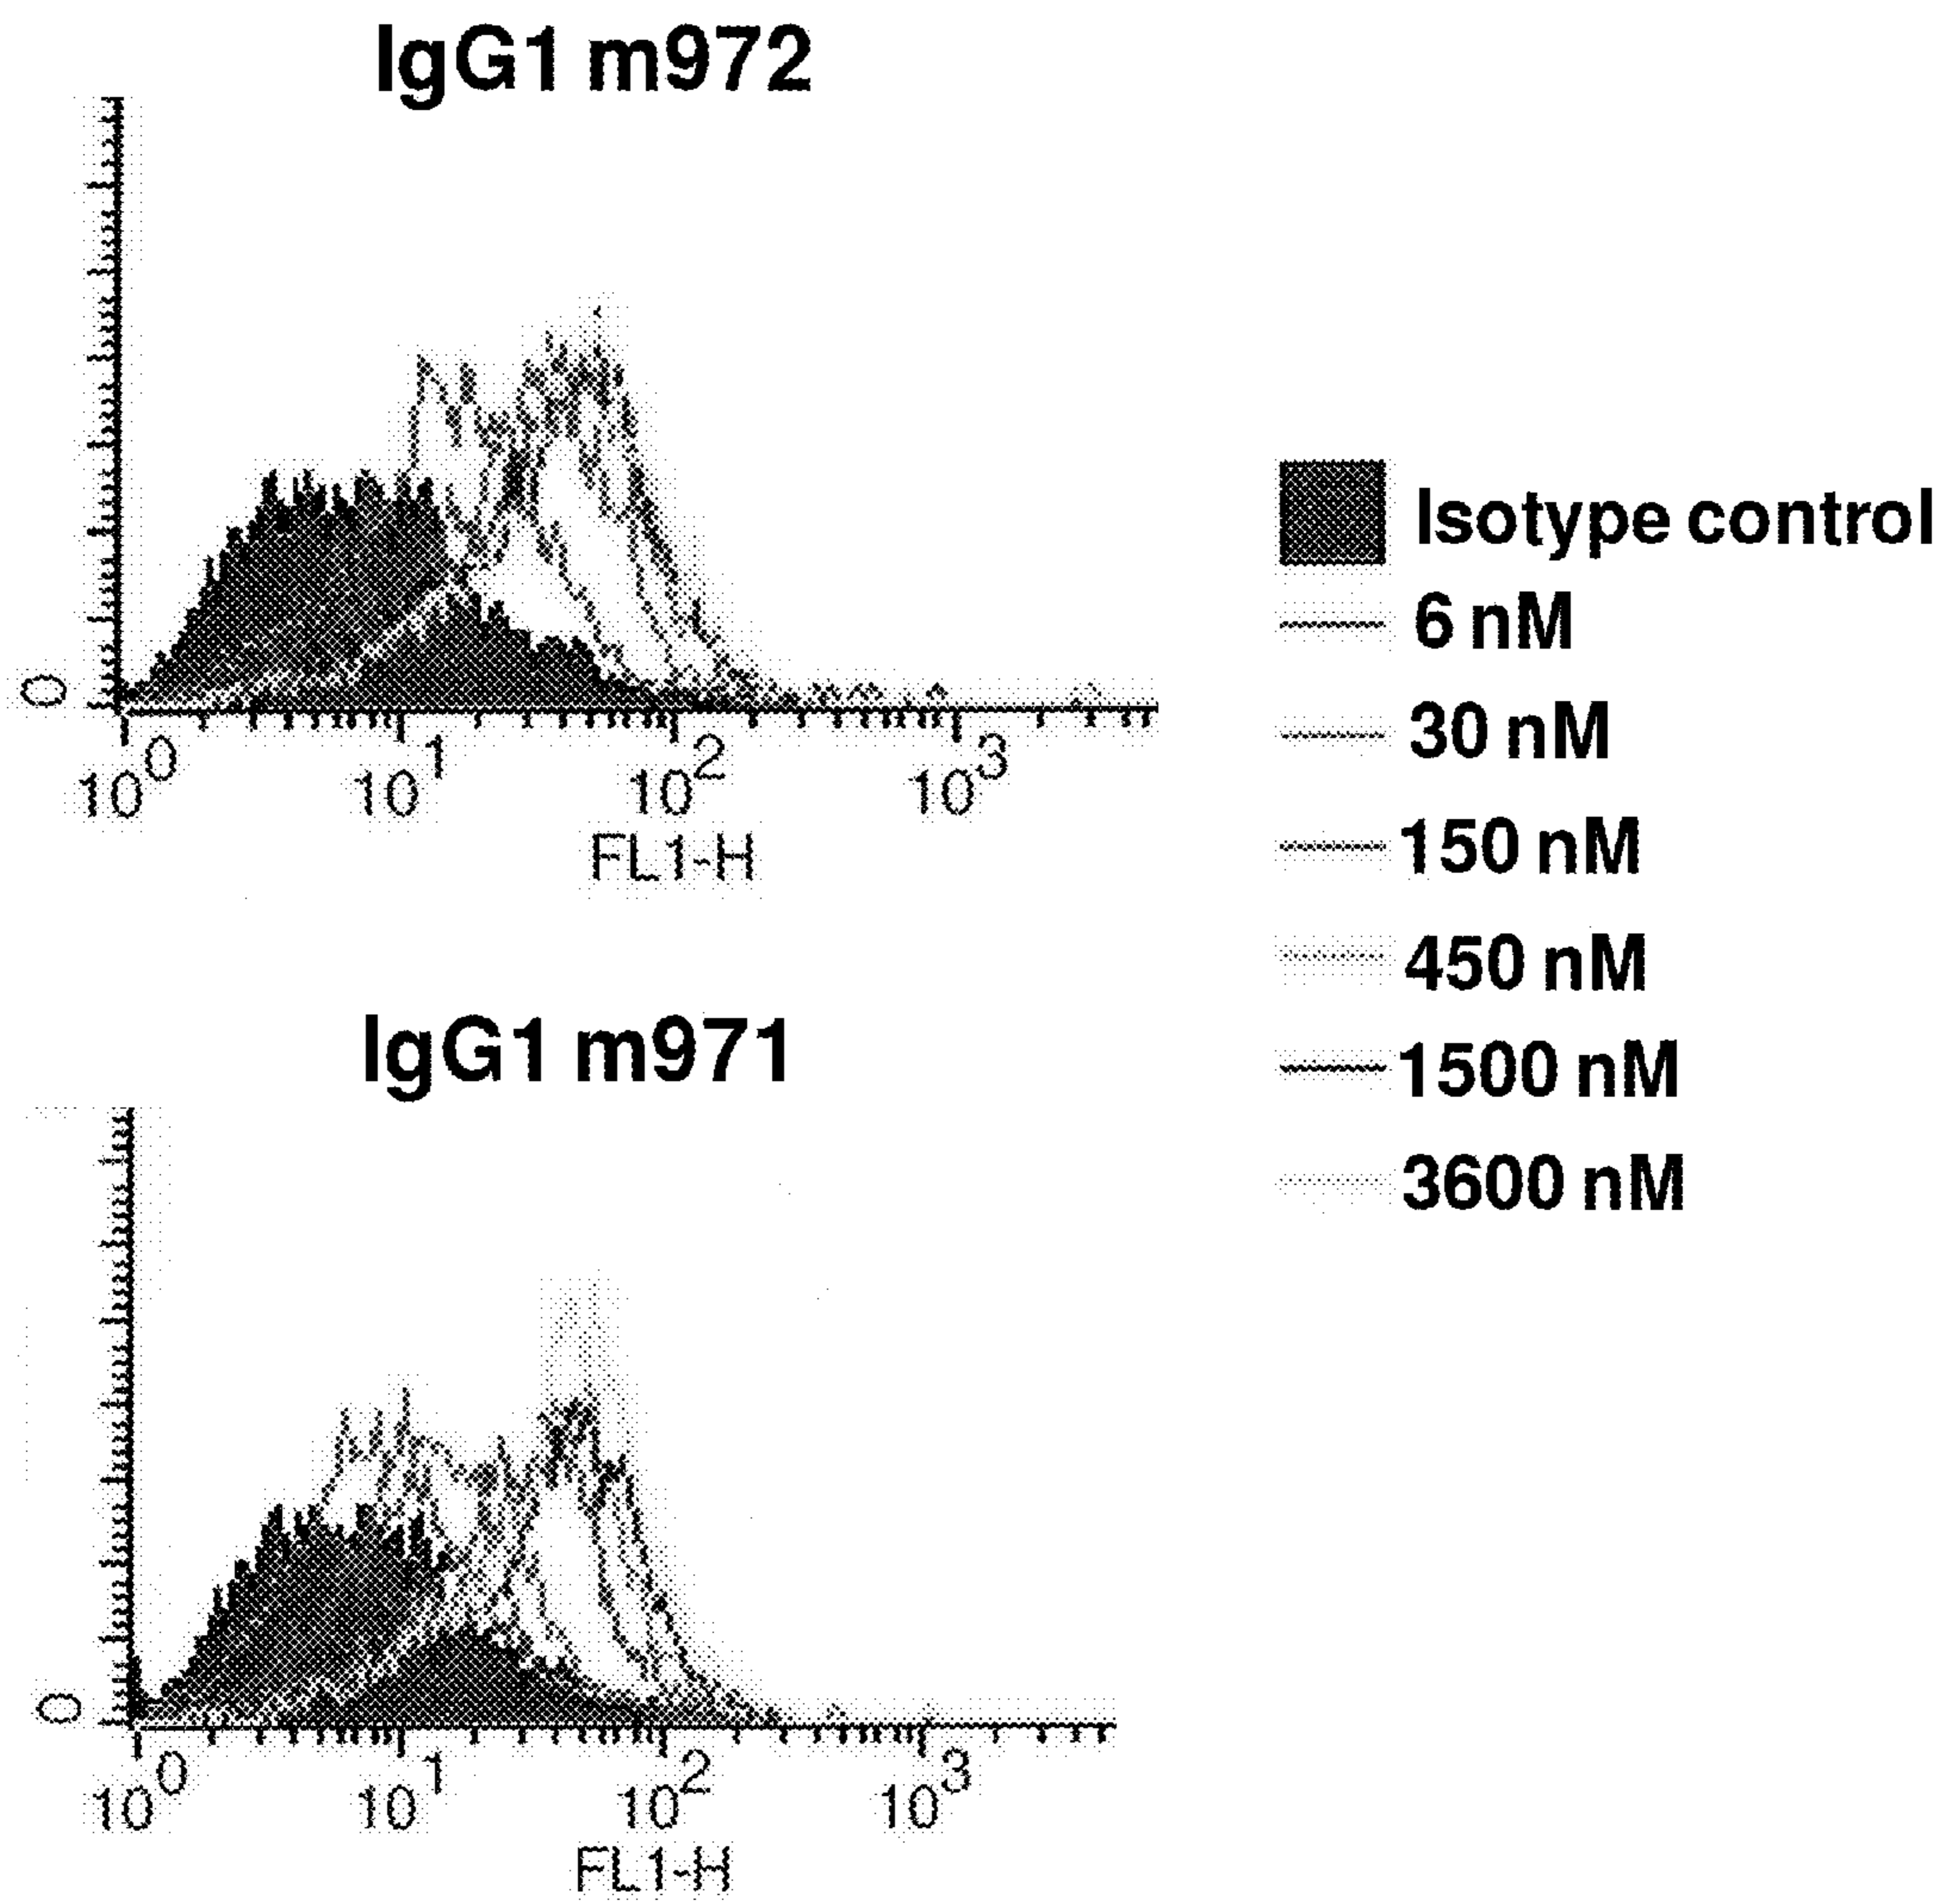 IgG1 m972
0
10^0 10^1 10^2 10^3
FL1-H
Isotype control
6 nM
30 nM
150 nM
450 nM
1500 nM
3600 nM
IgG1 m971
0
10^0 10^1 10^2 10^3
FL1-H